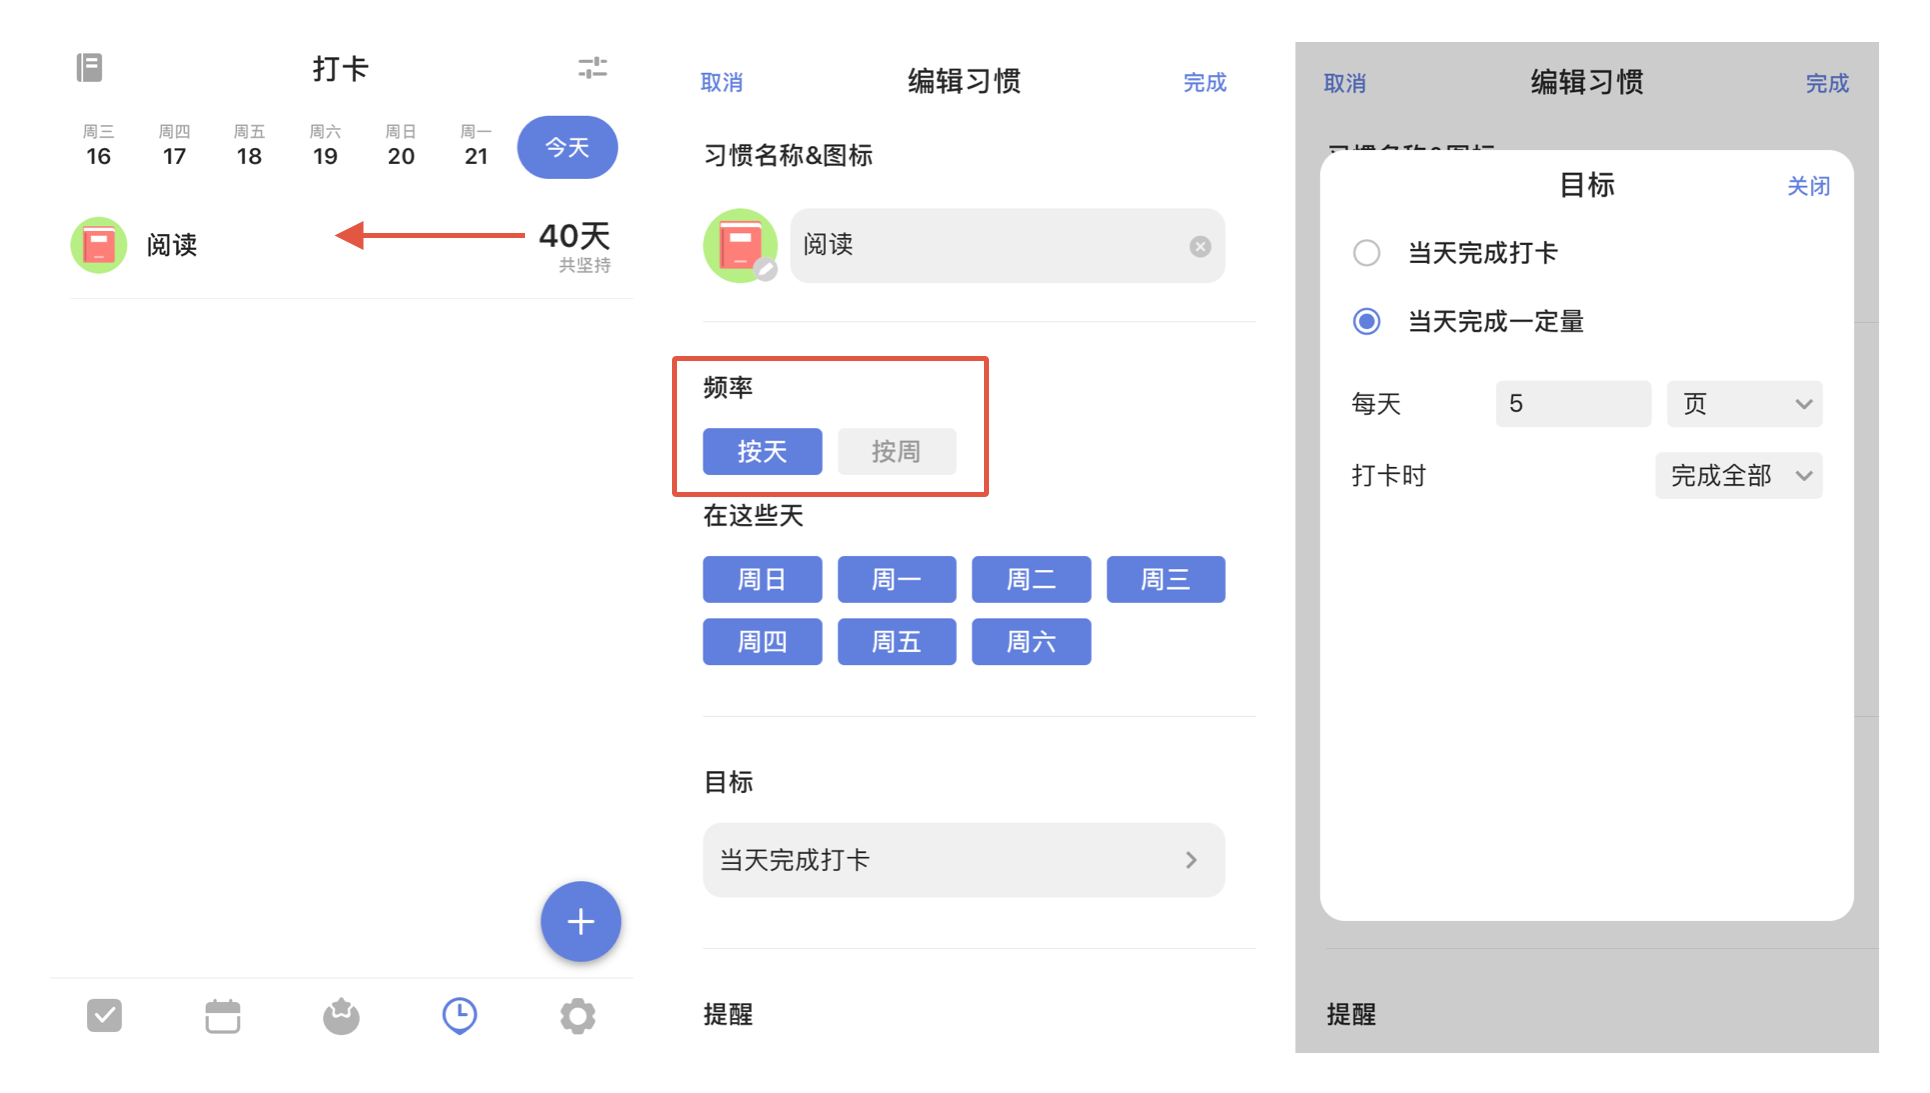 打卡
周三 周四 周五 周六 周日 周一 今天
16 17 18 19 20 21
阅读 40天
共坚持
取消 编辑习惯 完成
习惯名称&图标
阅读
频率
按天 按周
在这些天
周日 周一 周二 周三
周四 周五 周六
目标
当天完成打卡
提醒
取消 编辑习惯 完成
习惯名称&图标
目标 关闭
当天完成打卡
当天完成一定量
每天 5 页
打卡时 完成全部
提醒